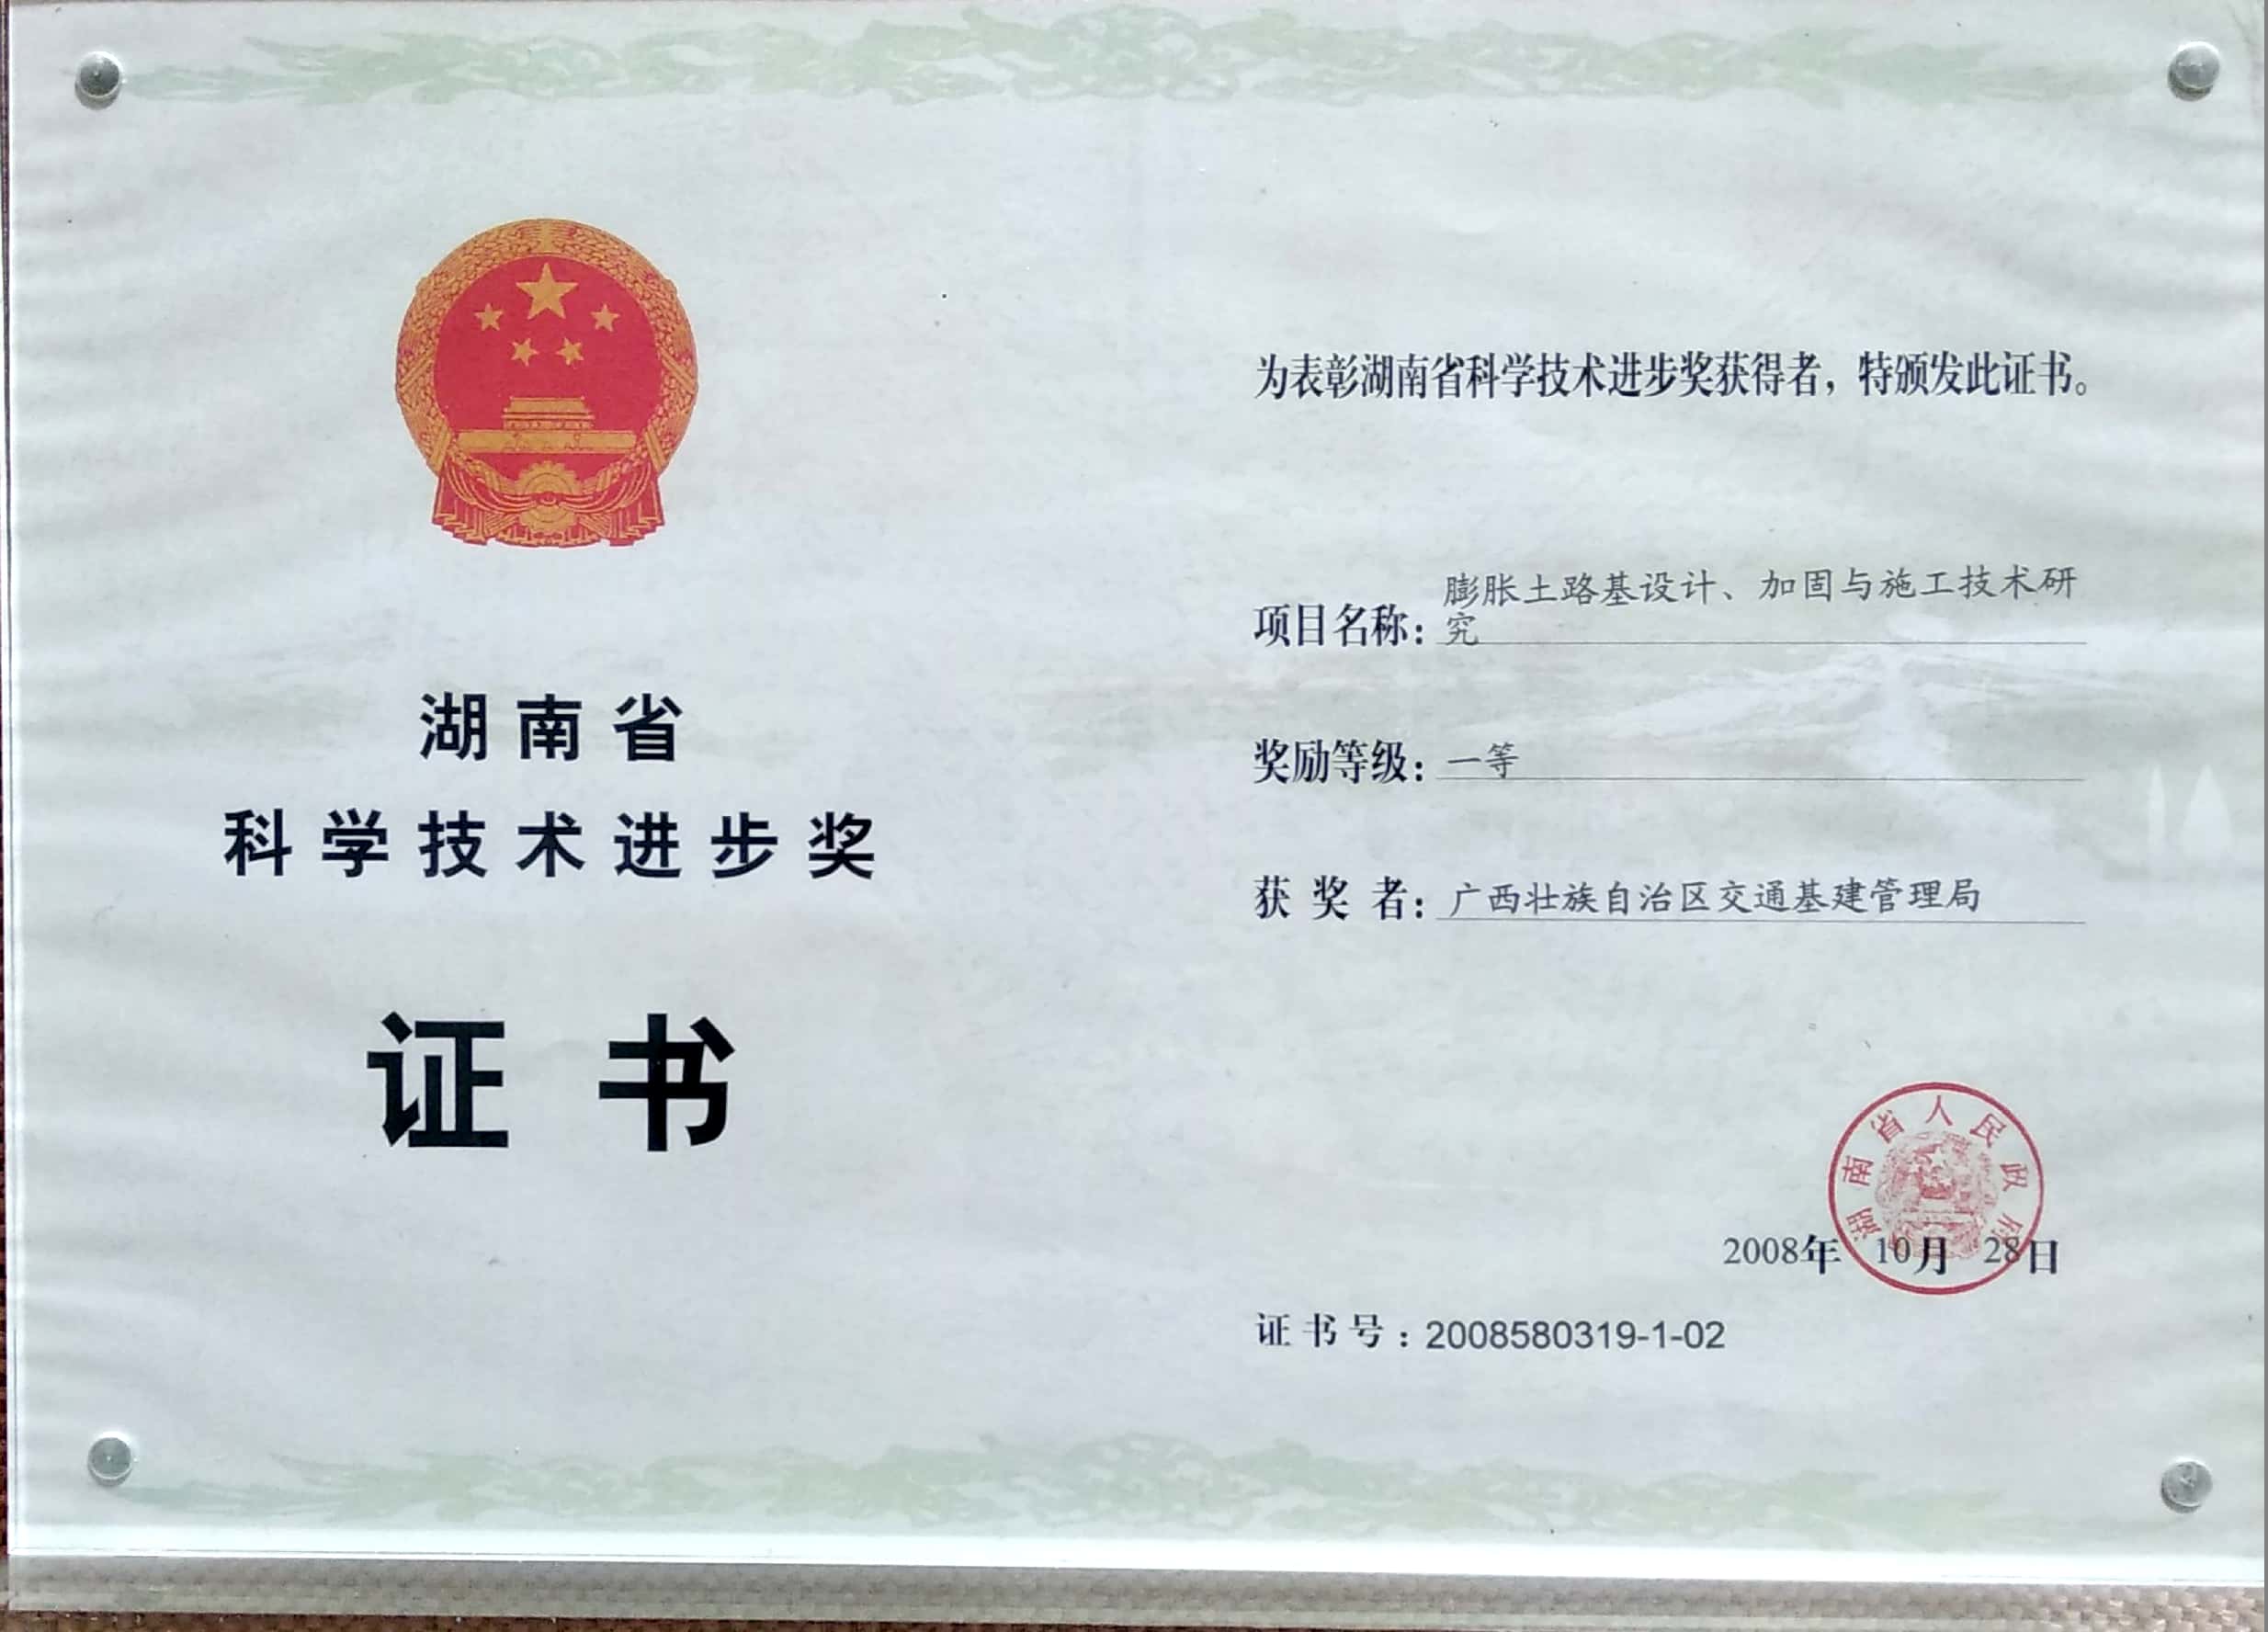 湖南省
科学技术进步奖
证书
为表彰湖南省科学技术进步奖获得者，特颁发此证书。
项目名称：膨胀土路基设计、加固与施工技术研
究
奖励等级：一等
获奖者：广西壮族自治区交通基建管理局
湖南省人民政府
2008年 10月 28日
证书号：2008580319-1-02